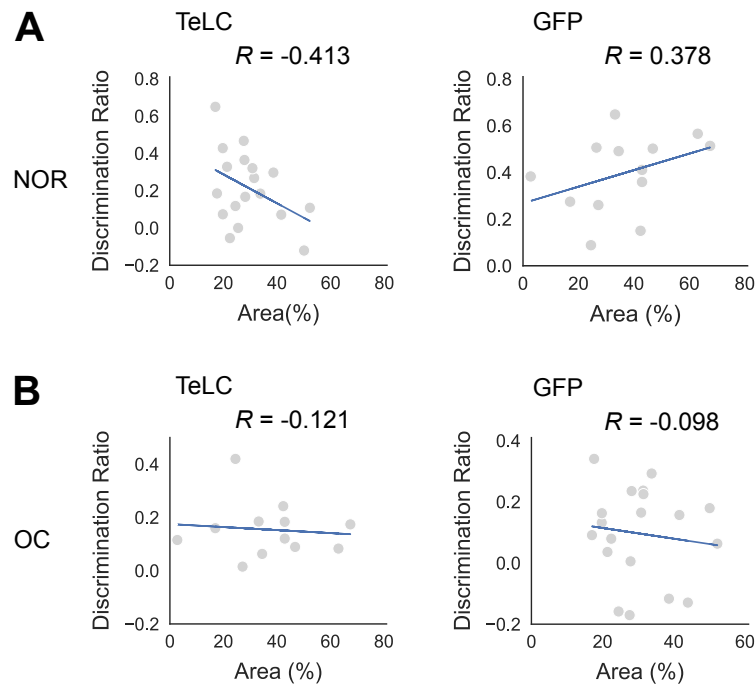 A
TeLC
R = -0.413
GFP
R = 0.378
NOR
Discrimination Ratio
0.8
0.6
0.4
0.2
0.0
−0.2
0
20
40
60
80
Area(%)
Discrimination Ratio
0.8
0.6
0.4
0.2
0.0
0
20
40
60
80
Area (%)
B
TeLC
R = -0.121
GFP
R = -0.098
OC
Discrimination Ratio
0.4
0.2
0.0
−0.2
0
20
40
60
80
Area (%)
Discrimination Ratio
0.4
0.2
0.0
−0.2
0
20
40
60
Area (%)